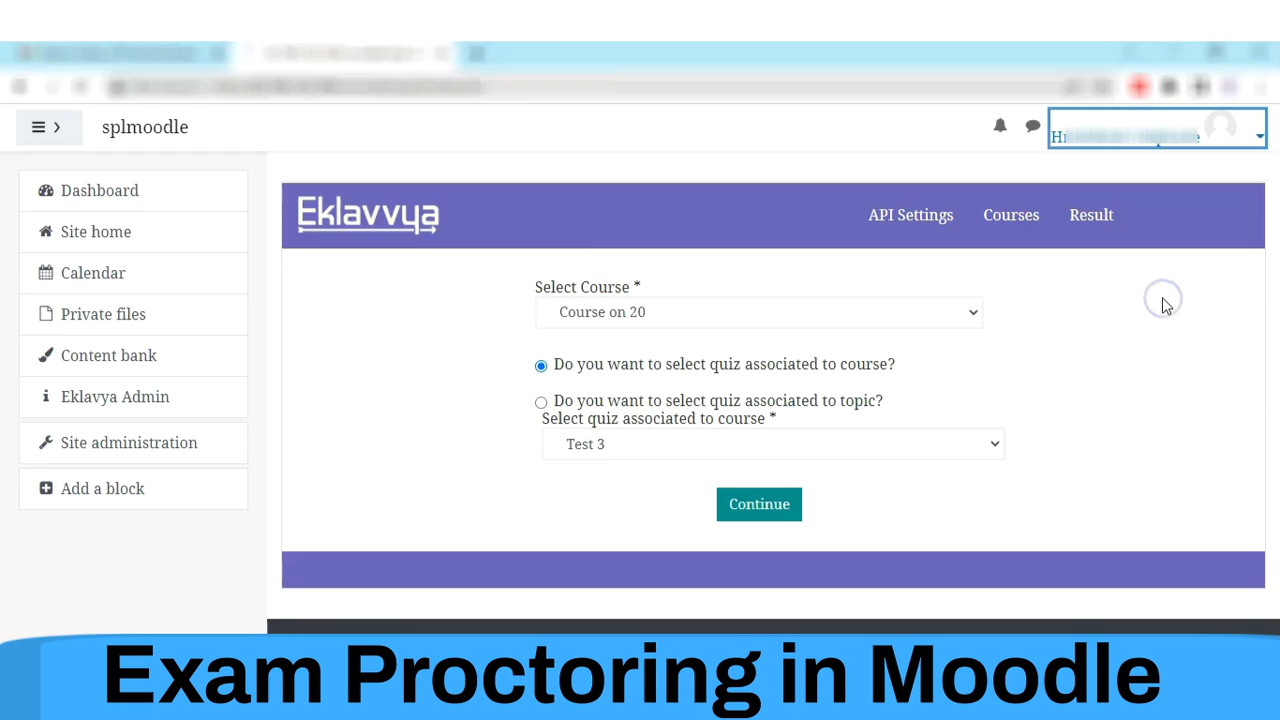 splmoodle
Dashboard
Site home
Calendar
Private files
Content bank
Eklavvya Admin
Site administration
Add a block
Eklavvya
API Settings Courses Result
Select Course *
Course on 20
Do you want to select quiz associated to course?
Do you want to select quiz associated to topic?
Select quiz associated to course *
Test 3
Continue
Exam Proctoring in Moodle